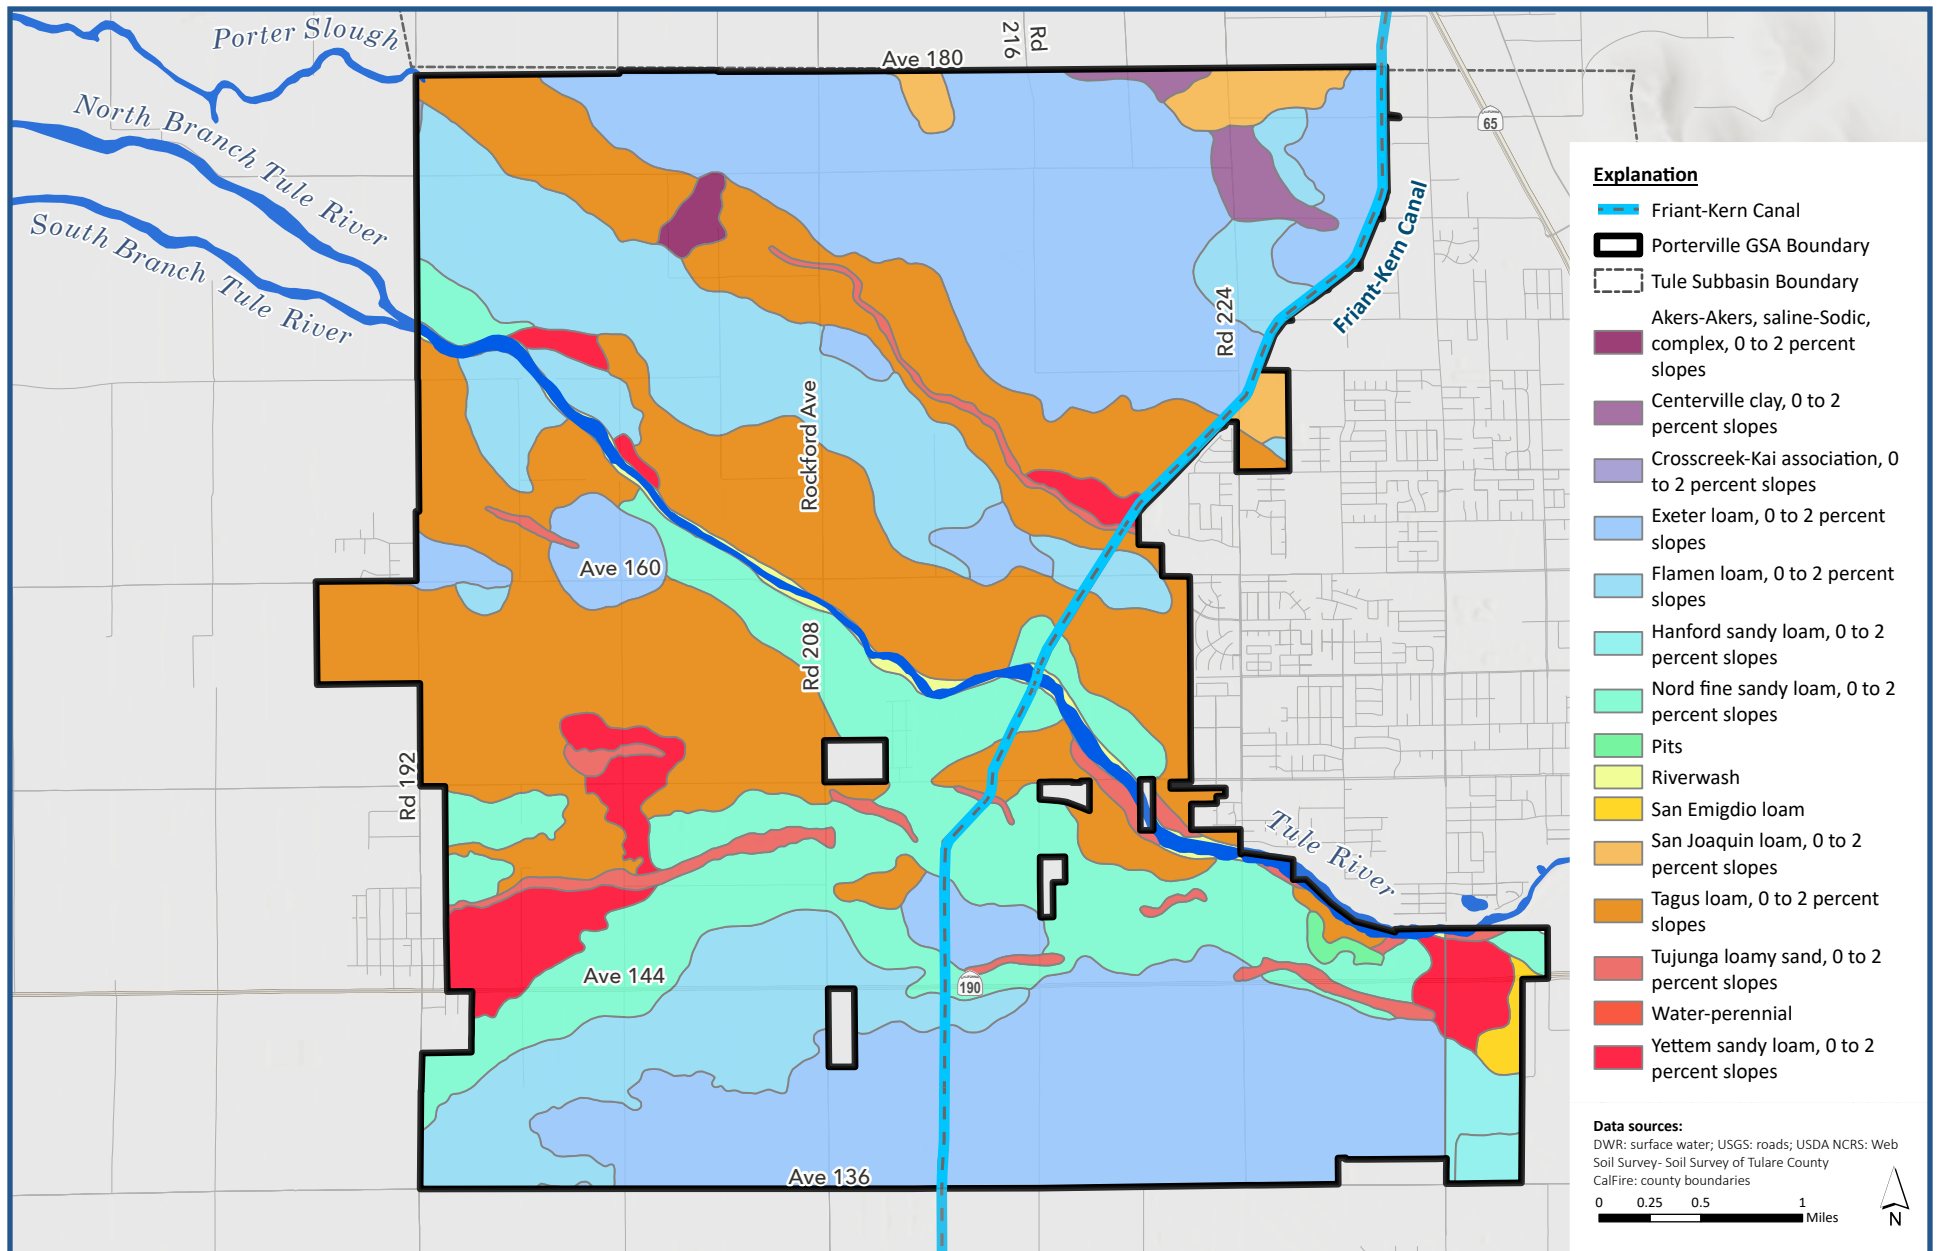 Porter Slough
Ave 180
Rd
216
North Branch Tule River
65
South Branch Tule River
Friant-Kern Canal
Rd 224
Rockford Ave
Ave 160
Rd 208
Rd 192
Tule River
Ave 144
CALIFORNIA
190
Ave 136
Explanation
Friant-Kern Canal
Porterville GSA Boundary
Tule Subbasin Boundary
Akers-Akers, saline-Sodic,
complex, 0 to 2 percent
slopes
Centerville clay, 0 to 2
percent slopes
Crosscreek-Kai association, 0
to 2 percent slopes
Exeter loam, 0 to 2 percent
slopes
Flamen loam, 0 to 2 percent
slopes
Hanford sandy loam, 0 to 2
percent slopes
Nord fine sandy loam, 0 to 2
percent slopes
Pits
Riverwash
San Emigdio loam
San Joaquin loam, 0 to 2
percent slopes
Tagus loam, 0 to 2 percent
slopes
Tujunga loamy sand, 0 to 2
percent slopes
Water-perennial
Yettem sandy loam, 0 to 2
percent slopes
Data sources:
DWR: surface water; USGS: roads; USDA NCRS: Web
Soil Survey- Soil Survey of Tulare County
CalFire: county boundaries
0 0.25 0.5 1
Miles
N